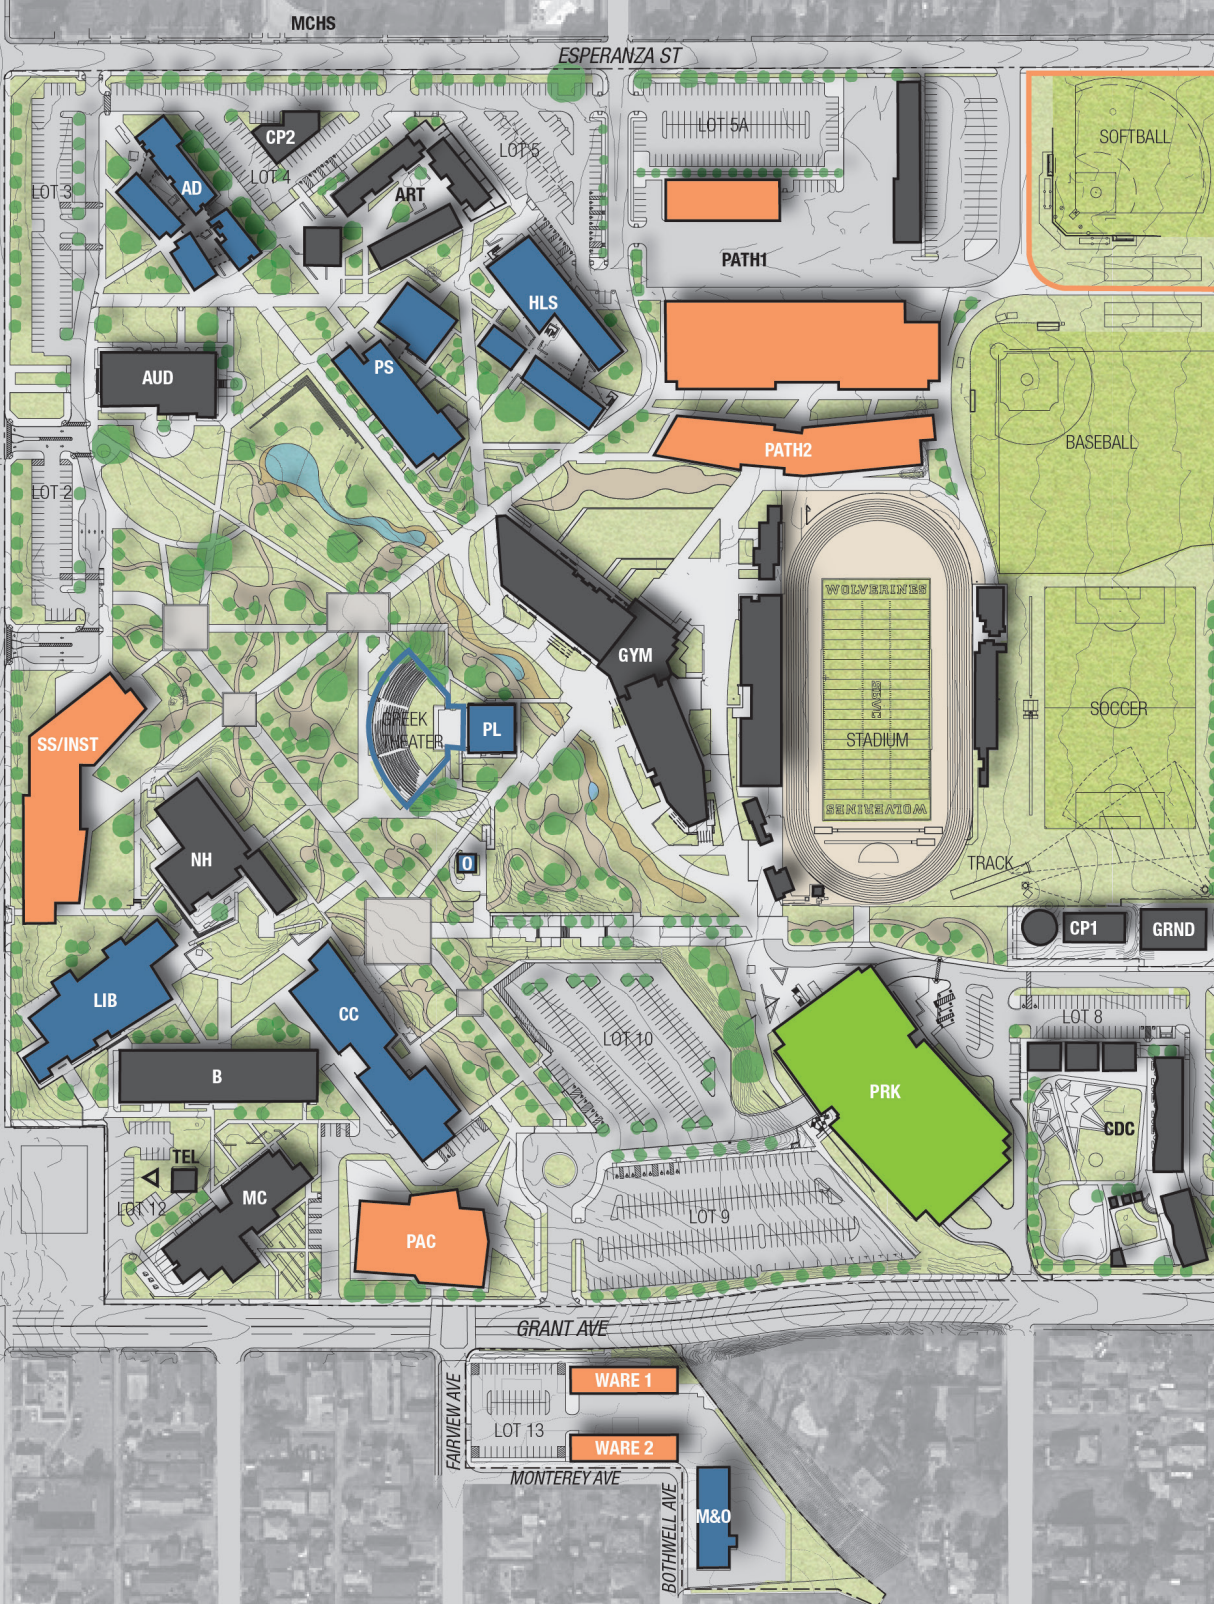 MCHS
ESPERANZA ST
CP2
LOT 5A
LOT 5
SOFTBALL
LOT 4
LOT 3
AD
ART
PATH1
HLS
PS
AUD
BASEBALL
PATH2
LOT 2
WOLVERINES
GYM
SBVC
SOCCER
GREEK
THEATER
PL
STADIUM
SS/INST
WOLVERINES
NH
O
TRACK
CP1
GRND
LIB
CC
LOT 8
LOT 10
B
PRK
CDC
TEL
MC
LOT 12
LOT 9
PAC
GRANT AVE
WARE 1
FAIRVIEW AVE
LOT 13
WARE 2
MONTEREY AVE
M&O
BOTHWELL AVE